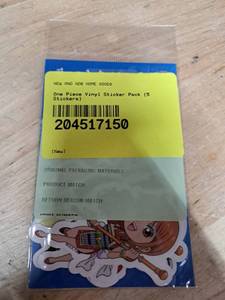 NEW AND NEW HOME GOODS
One Piece Vinyl Sticker Pack (5
Stickers)
204517150
(New)
ORIGINAL PACKAGING MATERIALS
PRODUCT MATCH
RETURN REASON MATCH